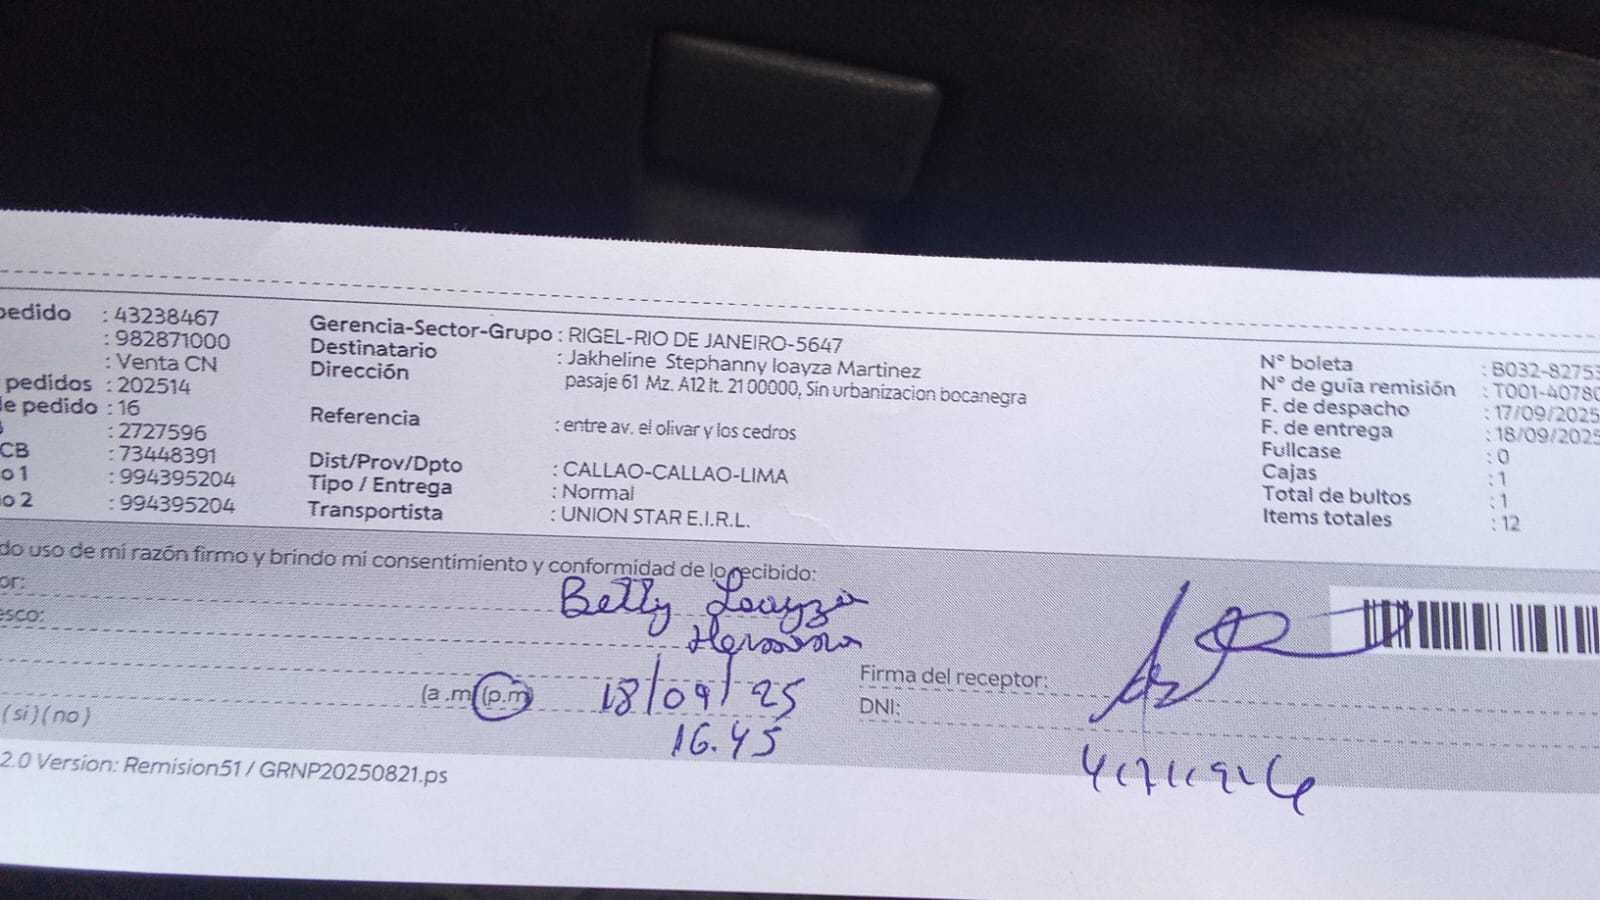 pedido : 43238467
: 982871000
: Venta CN
pedidos : 202514
de pedido : 16
: 2727596
CB : 73448391
o 1 : 994395204
o 2 : 994395204
Gerencia-Sector-Grupo : RIGEL-RIO DE JANEIRO-5647
Destinatario : Jakheline Stephanny loayza Martinez
Dirección pasaje 61 Mz. A12 lt. 21 00000, Sin urbanizacion bocanegra
Referencia : entre av. el olivar y los cedros
Dist/Prov/Dpto : CALLAO-CALLAO-LIMA
Tipo / Entrega : Normal
Transportista : UNION STAR E.I.R.L.
N° boleta : B032-82753
N° de guía remisión : T001-40780
F. de despacho : 17/09/2025
F. de entrega : 18/09/2025
Fullcase : 0
Cajas : 1
Total de bultos : 1
Items totales : 12
do uso de mi razón firmo y brindo mi consentimiento y conformidad de lo recibido:
or: Betty Loayza
esco: Hermana
Firma del receptor:
(a .m (p.m) 18/09/25
DNI:
(si) (no) 16.45
2.0 Version: Remision51 / GRNP20250821.ps